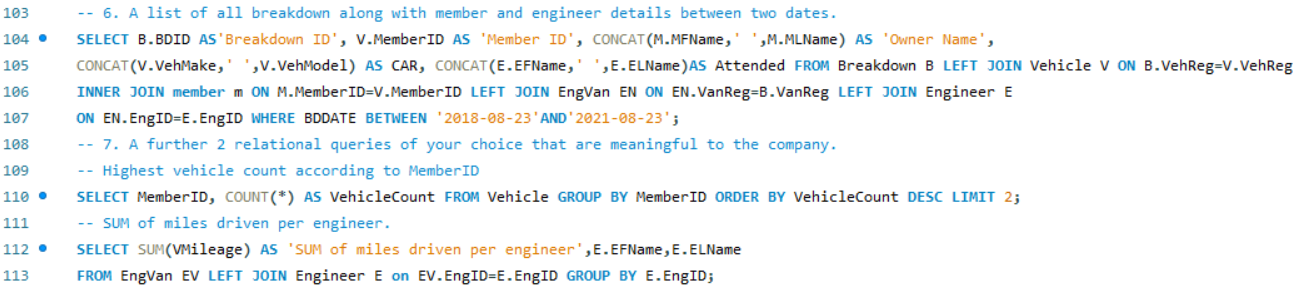 103 -- 6. A list of all breakdown along with member and engineer details between two dates.
104 SELECT B.BDID AS'Breakdown ID', V.MemberID AS 'Member ID', CONCAT(M.MFName,' ',M.MLName) AS 'Owner Name',
105 CONCAT(V.VehMake,' ',V.VehModel) AS CAR, CONCAT(E.EFName,' ',E.ELName)AS Attended FROM Breakdown B LEFT JOIN Vehicle V ON B.VehReg=V.VehReg
106 INNER JOIN member m ON M.MemberID=V.MemberID LEFT JOIN EngVan EN ON EN.VanReg=B.VanReg LEFT JOIN Engineer E
107 ON EN.EngID=E.EngID WHERE BDDATE BETWEEN '2018-08-23'AND'2021-08-23';
108 -- 7. A further 2 relational queries of your choice that are meaningful to the company.
109 -- Highest vehicle count according to MemberID
110 SELECT MemberID, COUNT(*) AS VehicleCount FROM Vehicle GROUP BY MemberID ORDER BY VehicleCount DESC LIMIT 2;
111 -- SUM of miles driven per engineer.
112 SELECT SUM(VMileage) AS 'SUM of miles driven per engineer',E.EFName,E.ELName
113 FROM EngVan EV LEFT JOIN Engineer E on EV.EngID=E.EngID GROUP BY E.EngID;